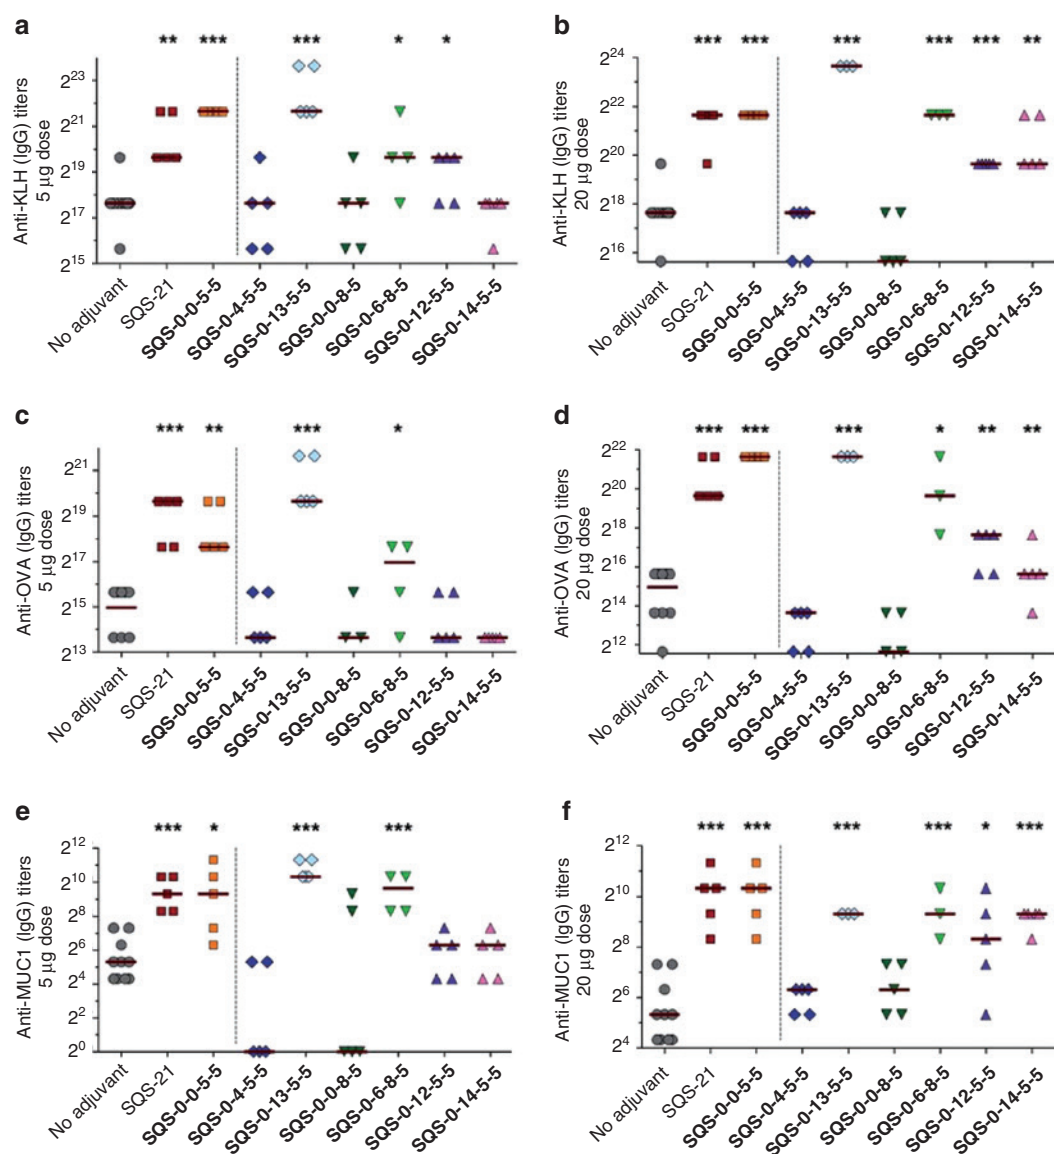 a
** *** *** * *
Anti-KLH (IgG) titers
5 µg dose
2^23
2^21
2^19
2^17
2^15
No adjuvant
SQS-21
SQS-0-0-5-5
SQS-0-4-5-5
SQS-0-13-5-5
SQS-0-0-8-5
SQS-0-6-8-5
SQS-0-12-5-5
SQS-0-14-5-5
b
*** *** *** *** *** **
Anti-KLH (IgG) titers
20 µg dose
2^24
2^22
2^20
2^18
2^16
No adjuvant
SQS-21
SQS-0-0-5-5
SQS-0-4-5-5
SQS-0-13-5-5
SQS-0-0-8-5
SQS-0-6-8-5
SQS-0-12-5-5
SQS-0-14-5-5
c
*** ** *** *
Anti-OVA (IgG) titers
5 µg dose
2^21
2^19
2^17
2^15
2^13
No adjuvant
SQS-21
SQS-0-0-5-5
SQS-0-4-5-5
SQS-0-13-5-5
SQS-0-0-8-5
SQS-0-6-8-5
SQS-0-12-5-5
SQS-0-14-5-5
d
*** *** *** * ** **
Anti-OVA (IgG) titers
20 µg dose
2^22
2^20
2^18
2^16
2^14
2^12
No adjuvant
SQS-21
SQS-0-0-5-5
SQS-0-4-5-5
SQS-0-13-5-5
SQS-0-0-8-5
SQS-0-6-8-5
SQS-0-12-5-5
SQS-0-14-5-5
e
*** * *** ***
Anti-MUC1 (IgG) titers
5 µg dose
2^12
2^10
2^8
2^6
2^4
2^2
2^0
No adjuvant
SQS-21
SQS-0-0-5-5
SQS-0-4-5-5
SQS-0-13-5-5
SQS-0-0-8-5
SQS-0-6-8-5
SQS-0-12-5-5
SQS-0-14-5-5
f
*** *** *** *** * ***
Anti-MUC1 (IgG) titers
20 µg dose
2^12
2^10
2^8
2^6
2^4
No adjuvant
SQS-21
SQS-0-0-5-5
SQS-0-4-5-5
SQS-0-13-5-5
SQS-0-0-8-5
SQS-0-6-8-5
SQS-0-12-5-5
SQS-0-14-5-5